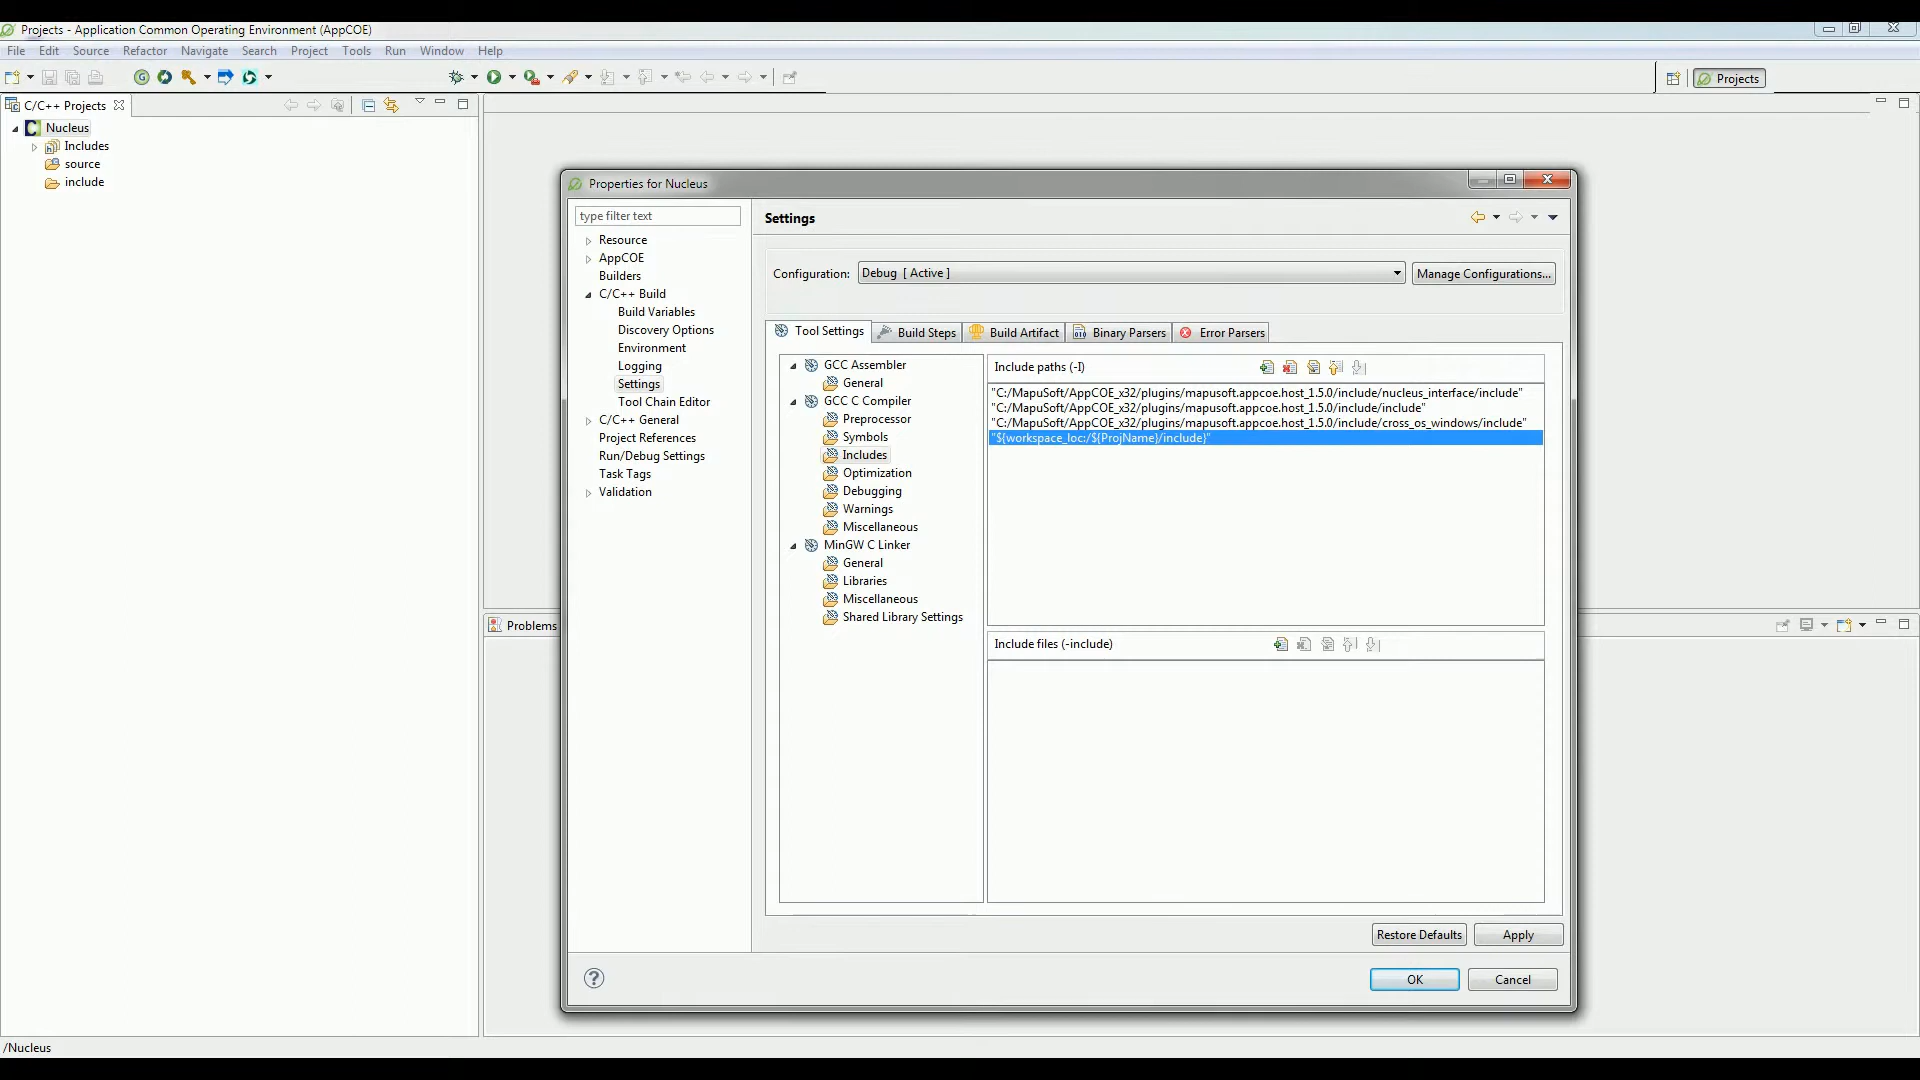 Projects - Application Common Operating Environment (AppCOE)
File Edit Source Refactor Navigate Search Project Tools Run Window Help
Projects
C/C++ Projects
Nucleus
Includes
source
include
Properties for Nucleus
type filter text
Resource
AppCOE
Builders
C/C++ Build
Build Variables
Discovery Options
Environment
Logging
Settings
Tool Chain Editor
C/C++ General
Project References
Run/Debug Settings
Task Tags
Validation
Settings
Configuration: Debug [ Active ] Manage Configurations...
Tool Settings Build Steps Build Artifact Binary Parsers Error Parsers
GCC Assembler
General
GCC C Compiler
Preprocessor
Symbols
Includes
Optimization
Debugging
Warnings
Miscellaneous
MinGW C Linker
General
Libraries
Miscellaneous
Shared Library Settings
Include paths (-I)
"C:/MapuSoft/AppCOE_x32/plugins/mapusoft.appcoe.host_1.5.0/include/nucleus_interface/include"
"C:/MapuSoft/AppCOE_x32/plugins/mapusoft.appcoe.host_1.5.0/include/include"
"C:/MapuSoft/AppCOE_x32/plugins/mapusoft.appcoe.host_1.5.0/include/cross_os_windows/include"
"${workspace_loc:/${ProjName}/include}"
Include files (-include)
Restore Defaults Apply
OK Cancel
Problems
/Nucleus